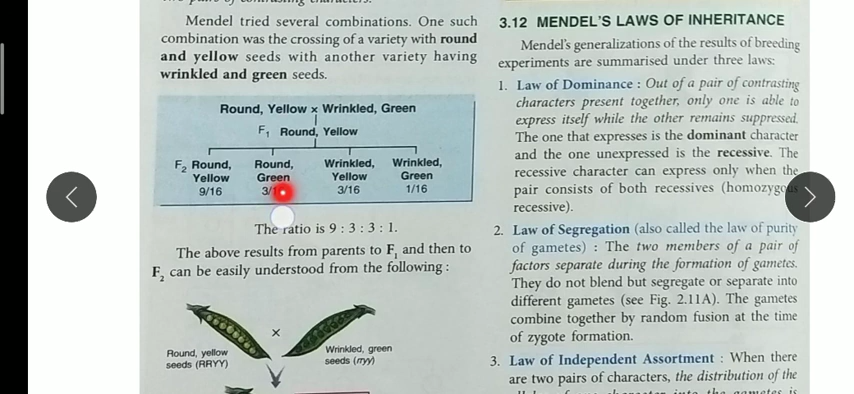 Mendel tried several combinations. One such
combination was the crossing of a variety with round
and yellow seeds with another variety having
wrinkled and green seeds.
Round, Yellow × Wrinkled, Green
F₁ Round, Yellow
F₂ Round, Yellow 9/16
Round, Green
Wrinkled, Yellow 3/16
Wrinkled, Green 1/16
The ratio is 9 : 3 : 3 : 1.
The above results from parents to F₁ and then to
F₂ can be easily understood from the following :
×
Round, yellow
seeds (RRYY)
Wrinkled, green
seeds (rryy)
3.12 MENDEL'S LAWS OF INHERITANCE
Mendel's generalizations of the results of breeding
experiments are summarised under three laws:
1. Law of Dominance : Out of a pair of contrasting
characters present together, only one is able to
express itself while the other remains suppressed.
The one that expresses is the dominant character
and the one unexpressed is the recessive. The
recessive character can express only when the
pair consists of both recessives
recessive).
2. Law of Segregation (also called the law of purity
of gametes) : The two members of a pair of
factors separate during the formation of gametes.
They do not blend but segregate or separate into
different gametes (see Fig. 2.11A). The gametes
combine together by random fusion at the time
of zygote formation.
3. Law of Independent Assortment : When there
are two pairs of characters, the distribution of the